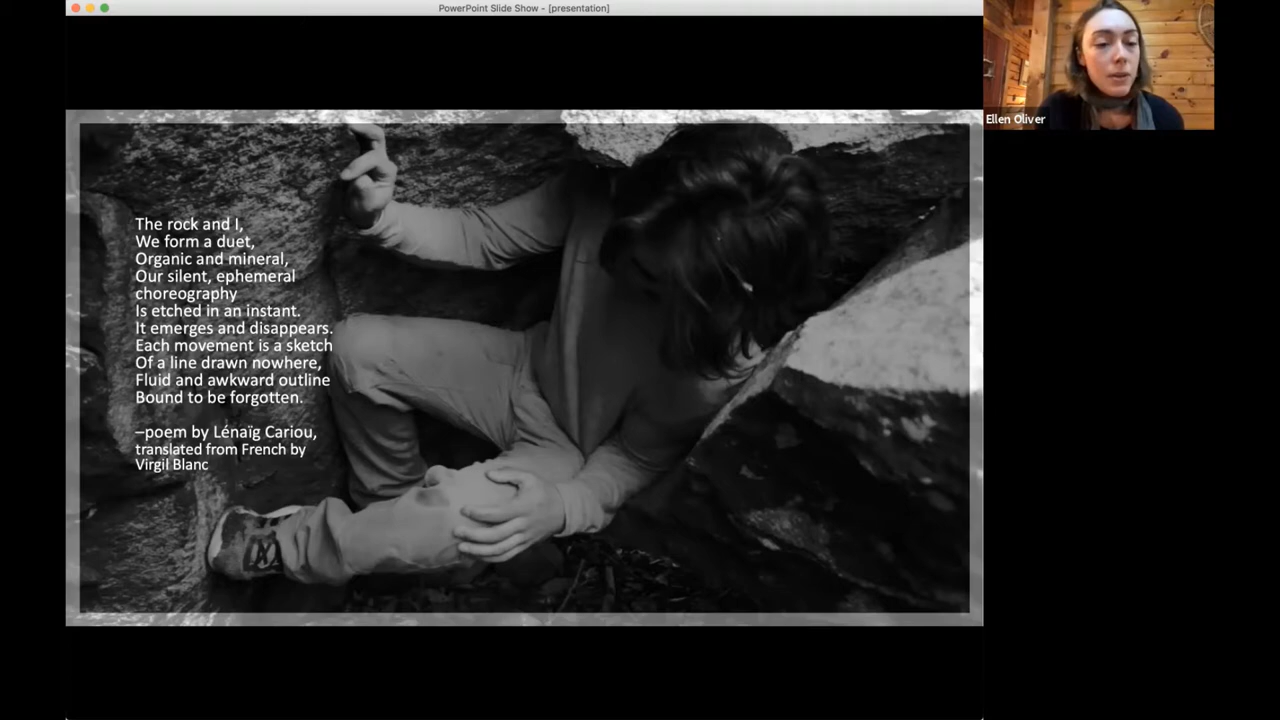 PowerPoint Slide Show - [presentation]
Ellen Oliver
The rock and I,
We form a duet,
Organic and mineral,
Our silent, ephemeral
choreography
Is etched in an instant.
It emerges and disappears.
Each movement is a sketch
Of a line drawn nowhere,
Fluid and awkward outline
Bound to be forgotten.
–poem by Lénaïg Cariou,
translated from French by
Virgil Blanc